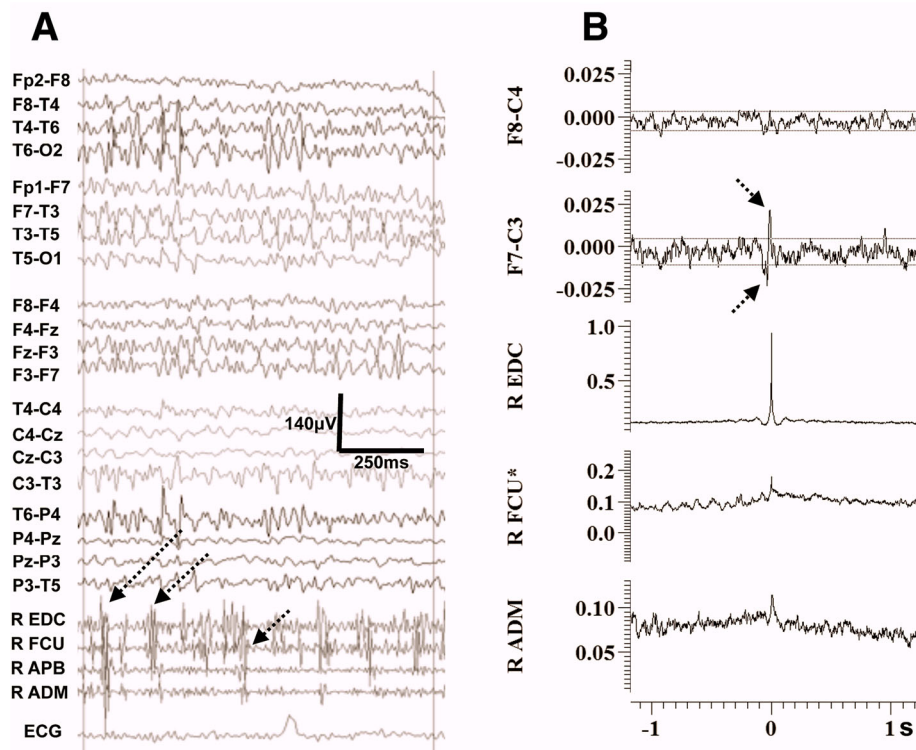 A
B
Fp2-F8
F8-T4
T4-T6
T6-O2
Fp1-F7
F7-T3
T3-T5
T5-O1
F8-F4
F4-Fz
Fz-F3
F3-F7
T4-C4
C4-Cz
Cz-C3
C3-T3
T6-P4
P4-Pz
Pz-P3
P3-T5
R EDC
R FCU
R APB
R ADM
ECG
140µV
250ms
F8-C4
0.025
0.000
-0.025
F7-C3
0.025
0.000
-0.025
R EDC
1.0
0.5
R FCU*
0.2
0.1
0.0
R ADM
0.10
0.05
-1 0 1 s